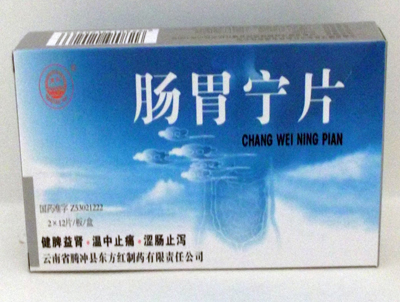 肠胃宁片
CHANG WEI NING PIAN
国药准字 Z53021222
2×12片/板/盒
健脾益肾·温中止痛·涩肠止泻
云南省腾冲县东方红制药有限责任公司